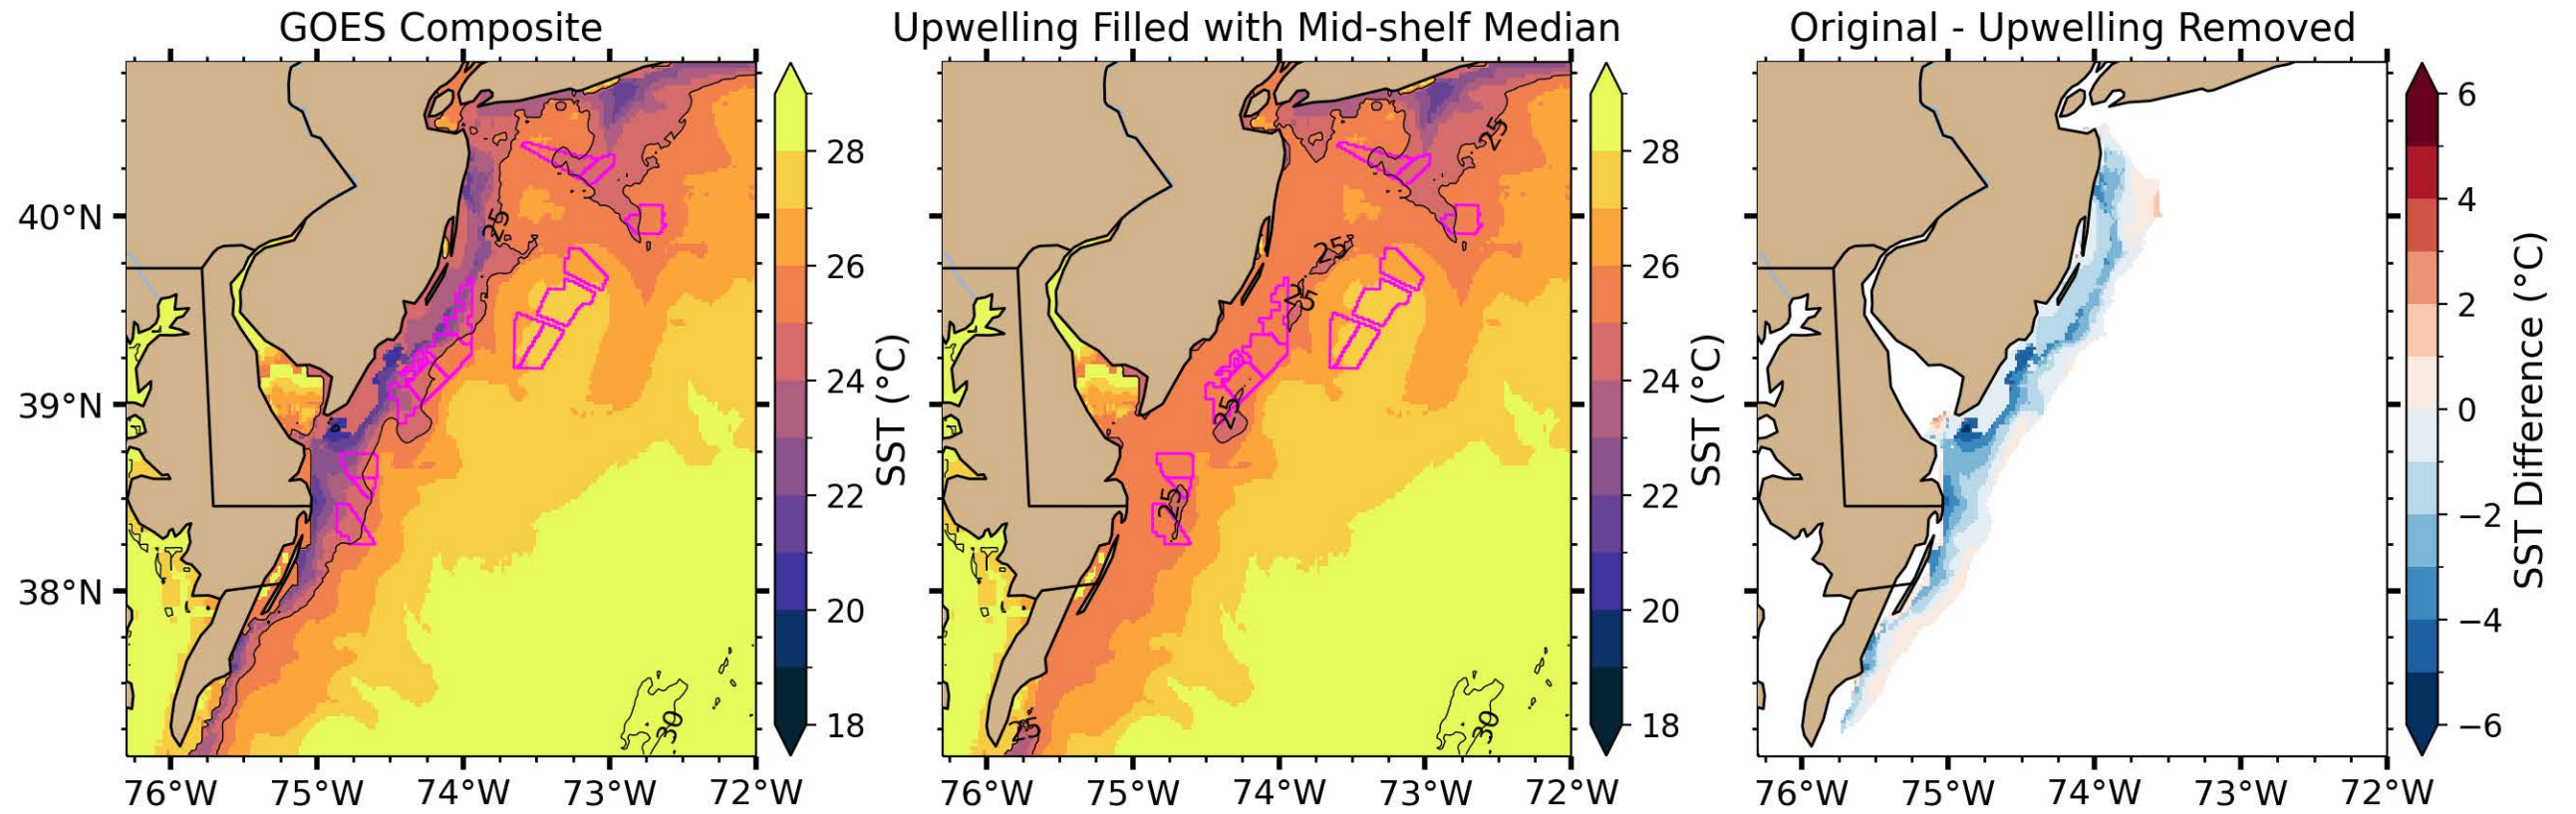 GOES Composite
40°N
39°N
38°N
76°W 75°W 74°W 73°W 72°W
25
30
28
26
24
22
20
18
SST (°C)
Upwelling Filled with Mid-shelf Median
25
25
25
25
25
25
30
76°W 75°W 74°W 73°W 72°W
28
26
24
22
20
18
SST (°C)
Original - Upwelling Removed
76°W 75°W 74°W 73°W 72°W
6
4
2
0
−2
−4
−6
SST Difference (°C)